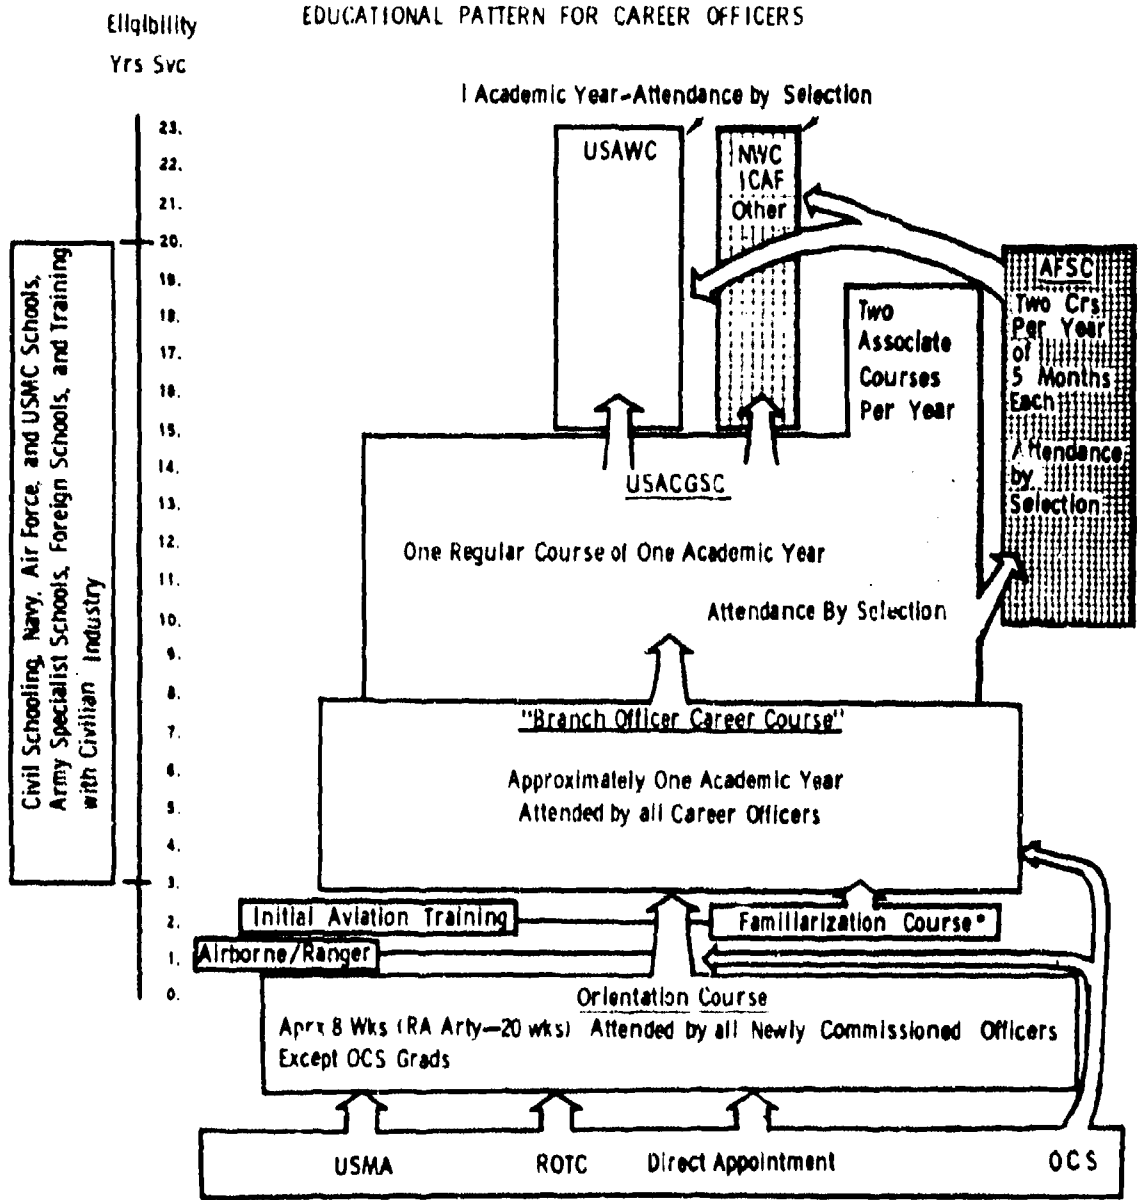 EDUCATIONAL PATTERN FOR CAREER OFFICERS
Eligibility
Yrs Svc
1 Academic Year-Attendance by Selection
23.
22.
21.
20.
19.
18.
17.
16.
15.
14.
13.
12.
11.
10.
9.
8.
7.
6.
5.
4.
3.
2.
1.
0.
Civil Schooling, Navy, Air Force, and USMC Schools,
Army Specialist Schools, Foreign Schools, and Training
with Civilian Industry
USAWC
NWC
ICAF
Other
AFSC
Two Crs
Per Year
of
5 Months
Each
Attendance
by
Selection
Two
Associate
Courses
Per Year
USACGSC
One Regular Course of One Academic Year
Attendance By Selection
"Branch Officer Career Course"
Approximately One Academic Year
Attended by all Career Officers
Initial Aviation Training
Familiarization Course*
Airborne/Ranger
Orientation Course
Aprx 8 Wks (RA Arty—20 wks) Attended by all Newly Commissioned Officers
Except OCS Grads
USMA
ROTC
Direct Appointment
OCS